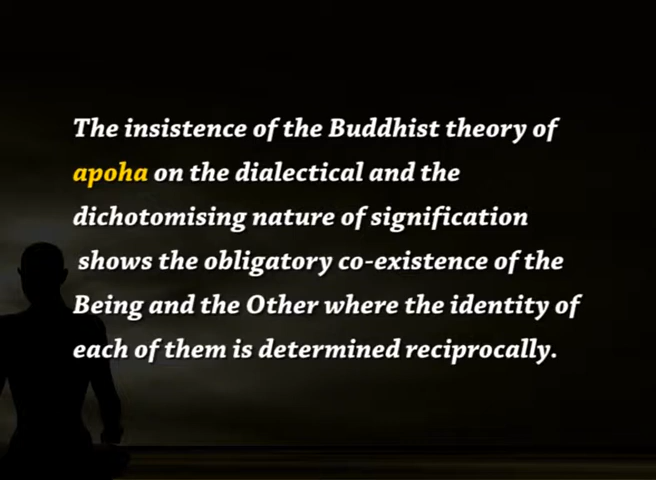 The insistence of the Buddhist theory of
apoha on the dialectical and the
dichotomising nature of signification
shows the obligatory co-existence of the
Being and the Other where the identity of
each of them is determined reciprocally.